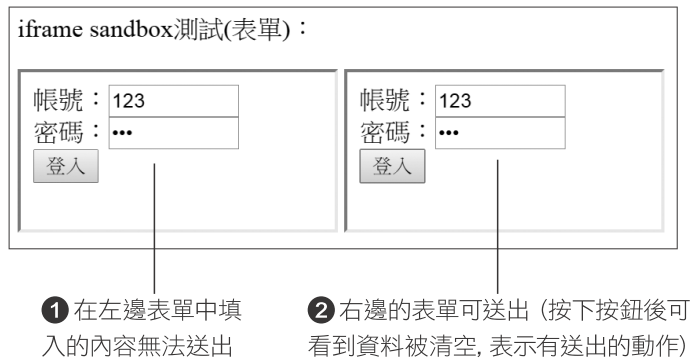 iframe sandbox測試(表單)：
帳號：123
密碼：•••
登入
帳號：123
密碼：•••
登入
❶ 在左邊表單中填
入的內容無法送出
❷ 右邊的表單可送出 (按下按鈕後可
看到資料被清空, 表示有送出的動作)